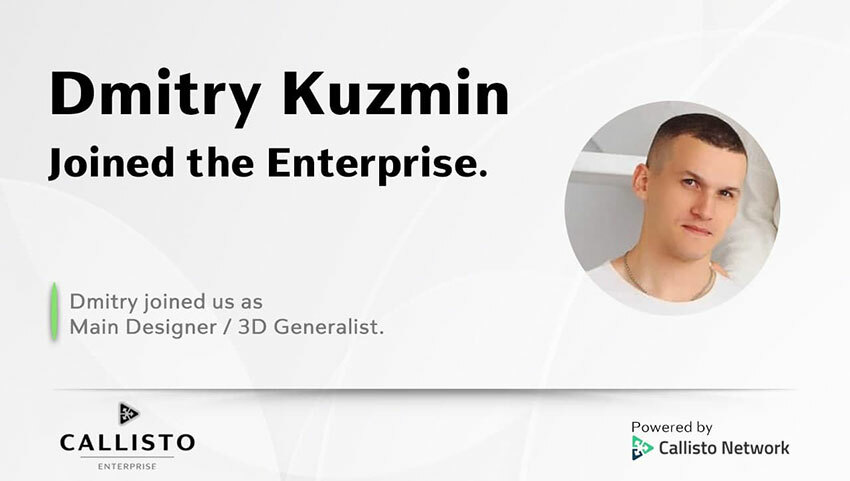 Dmitry Kuzmin
Joined the Enterprise.
Dmitry joined us as
Main Designer / 3D Generalist.
CALLISTO
ENTERPRISE
Powered by
Callisto Network